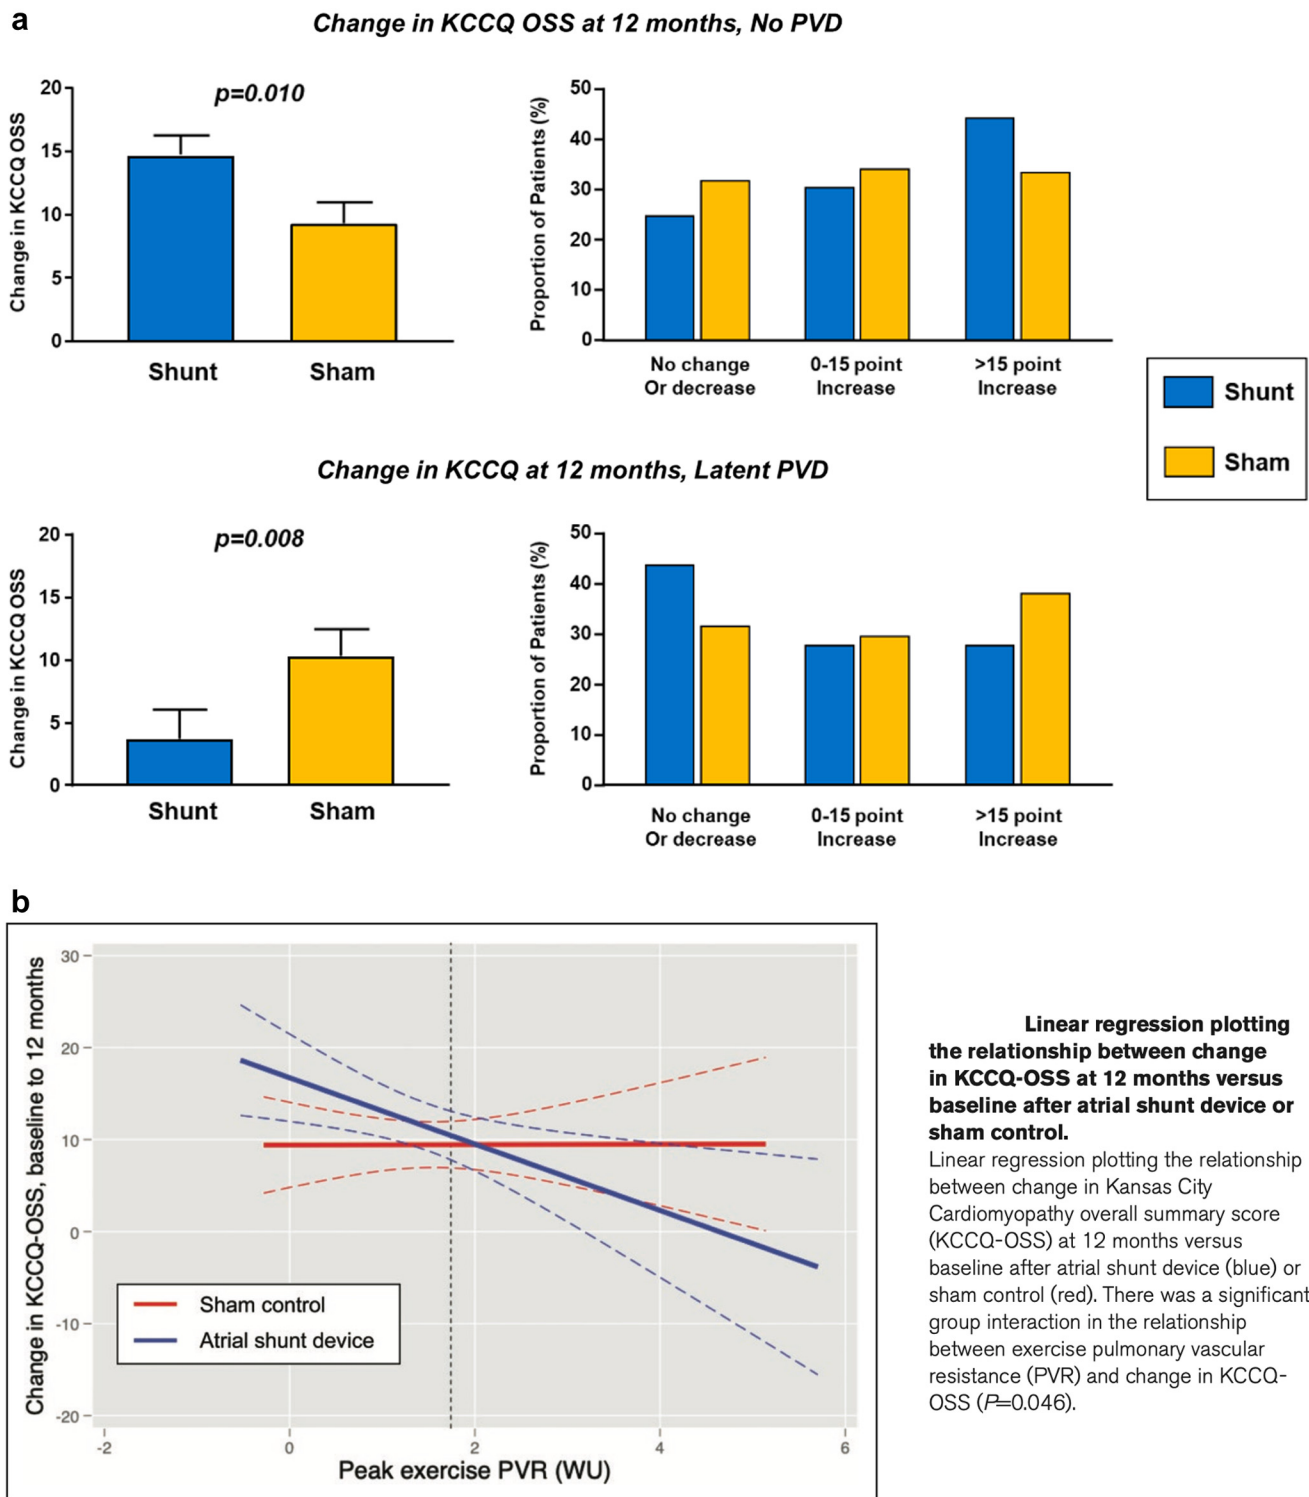 a
Change in KCCQ OSS at 12 months, No PVD
Change in KCCQ OSS
20
15
10
5
0
p=0.010
Shunt
Sham
Proportion of Patients (%)
50
40
30
20
10
0
No change
Or decrease
0-15 point
Increase
>15 point
Increase
Shunt
Sham
Change in KCCQ at 12 months, Latent PVD
Change in KCCQ OSS
20
15
10
5
0
p=0.008
Shunt
Sham
Proportion of Patients (%)
50
40
30
20
10
0
No change
Or decrease
0-15 point
Increase
>15 point
Increase
b
Change in KCCQ-OSS, baseline to 12 months
30
20
10
0
-10
-20
Sham control
Atrial shunt device
-2
0
2
4
6
Peak exercise PVR (WU)
Linear regression plotting
the relationship between change
in KCCQ-OSS at 12 months versus
baseline after atrial shunt device or
sham control.
Linear regression plotting the relationship
between change in Kansas City
Cardiomyopathy overall summary score
(KCCQ-OSS) at 12 months versus
baseline after atrial shunt device (blue) or
sham control (red). There was a significant
group interaction in the relationship
between exercise pulmonary vascular
resistance (PVR) and change in KCCQ-
OSS (P=0.046).